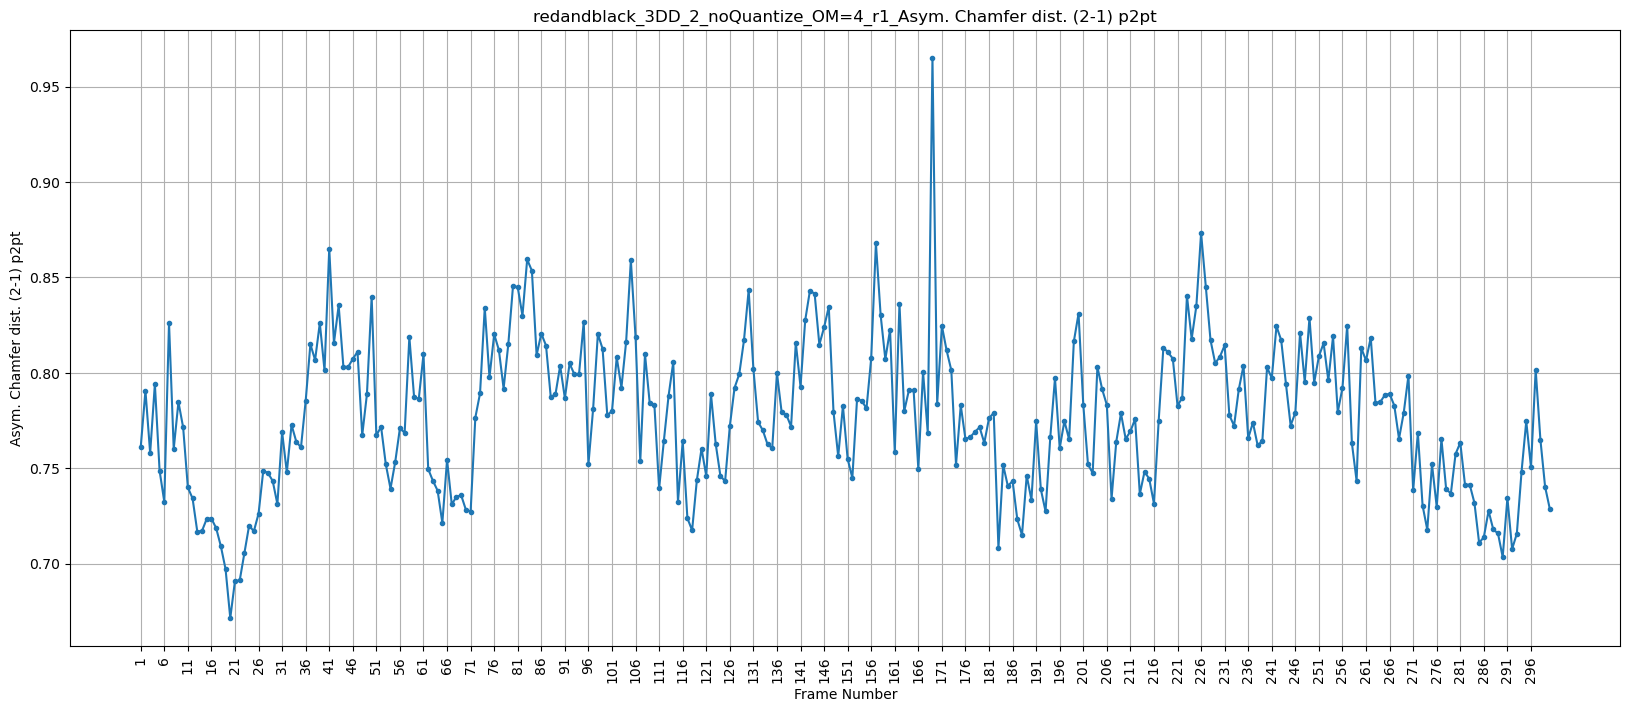 redandblack_3DD_2_noQuantize_OM=4_r1_Asym. Chamfer dist. (2-1) p2pt
Asym. Chamfer dist. (2-1) p2pt
0.95
0.90
0.85
0.80
0.75
0.70
1 6 11 16 21 26 31 36 41 46 51 56 61 66 71 76 81 86 91 96 101 106 111 116 121 126 131 136 141 146 151 156 161 166 171 176 181 186 191 196 201 206 211 216 221 226 231 236 241 246 251 256 261 266 271 276 281 286 291 296
Frame Number